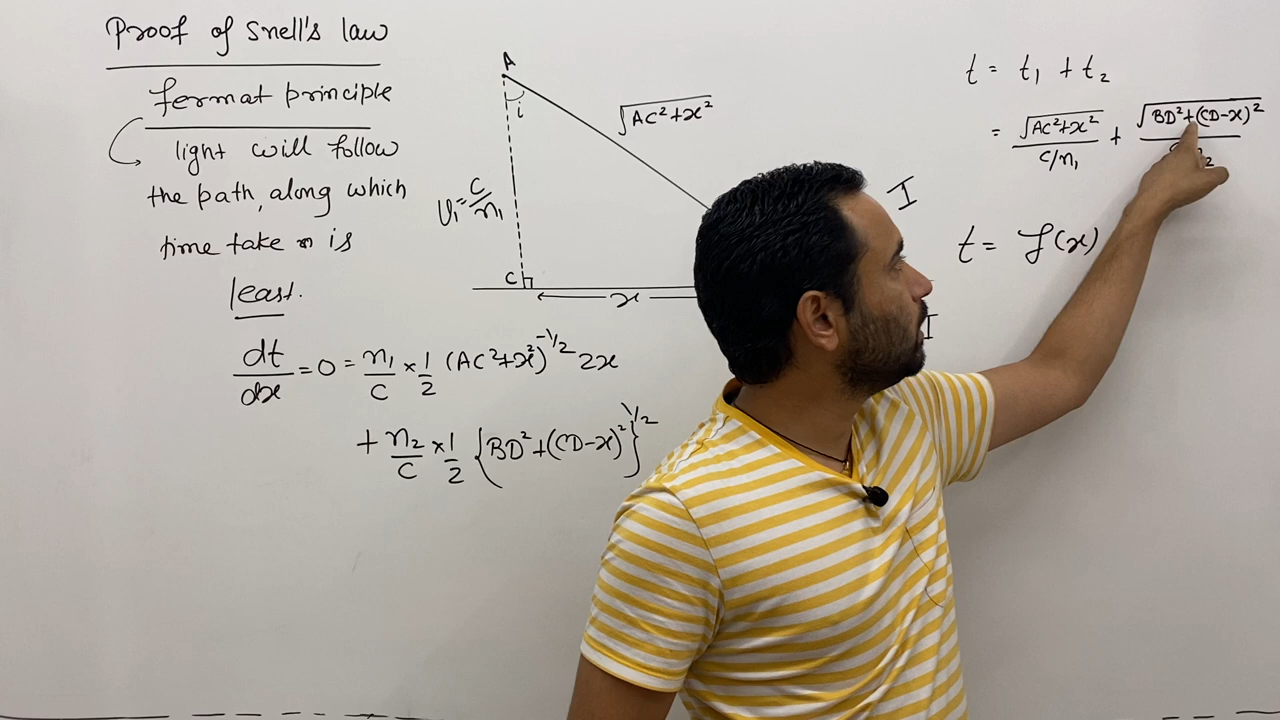 Proof of Snell's law
fermat principle
light will follow
the path, along which
time take n is
least.
A
i
√AC²+x²
υ₁=C/n₁
C
x
I
I
t = t₁ + t₂
= √AC²+x² / C/n₁ + √BD²+(CD-x)² /
t = f(x)
dt/dx = 0 = n₁/C × 1/2 (AC²+x²)^-1/2 2x
+ n₂/C × 1/2 {BD²+(CD-x)²}^1/2